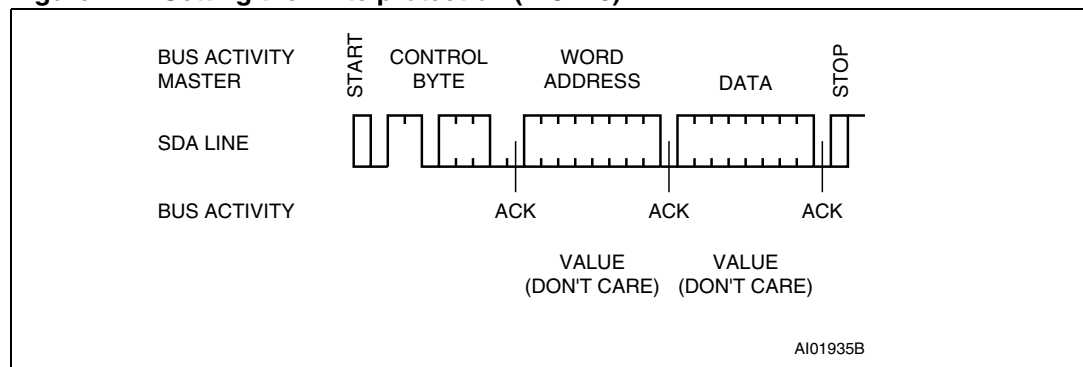 BUS ACTIVITY
MASTER
START
CONTROL
BYTE
WORD
ADDRESS
DATA
STOP
SDA LINE
BUS ACTIVITY
ACK
ACK
ACK
VALUE
(DON'T CARE)
VALUE
(DON'T CARE)
AI01935B